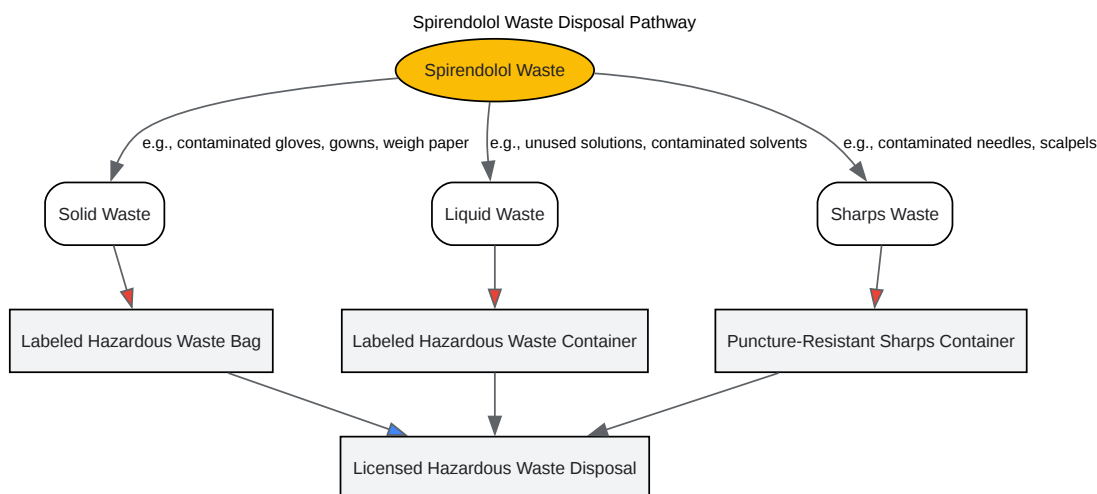 Spirendolol Waste Disposal Pathway
Spirendolol Waste
e.g., contaminated gloves, gowns, weigh paper
e.g., unused solutions, contaminated solvents
e.g., contaminated needles, scalpels
Solid Waste
Liquid Waste
Sharps Waste
Labeled Hazardous Waste Bag
Labeled Hazardous Waste Container
Puncture-Resistant Sharps Container
Licensed Hazardous Waste Disposal